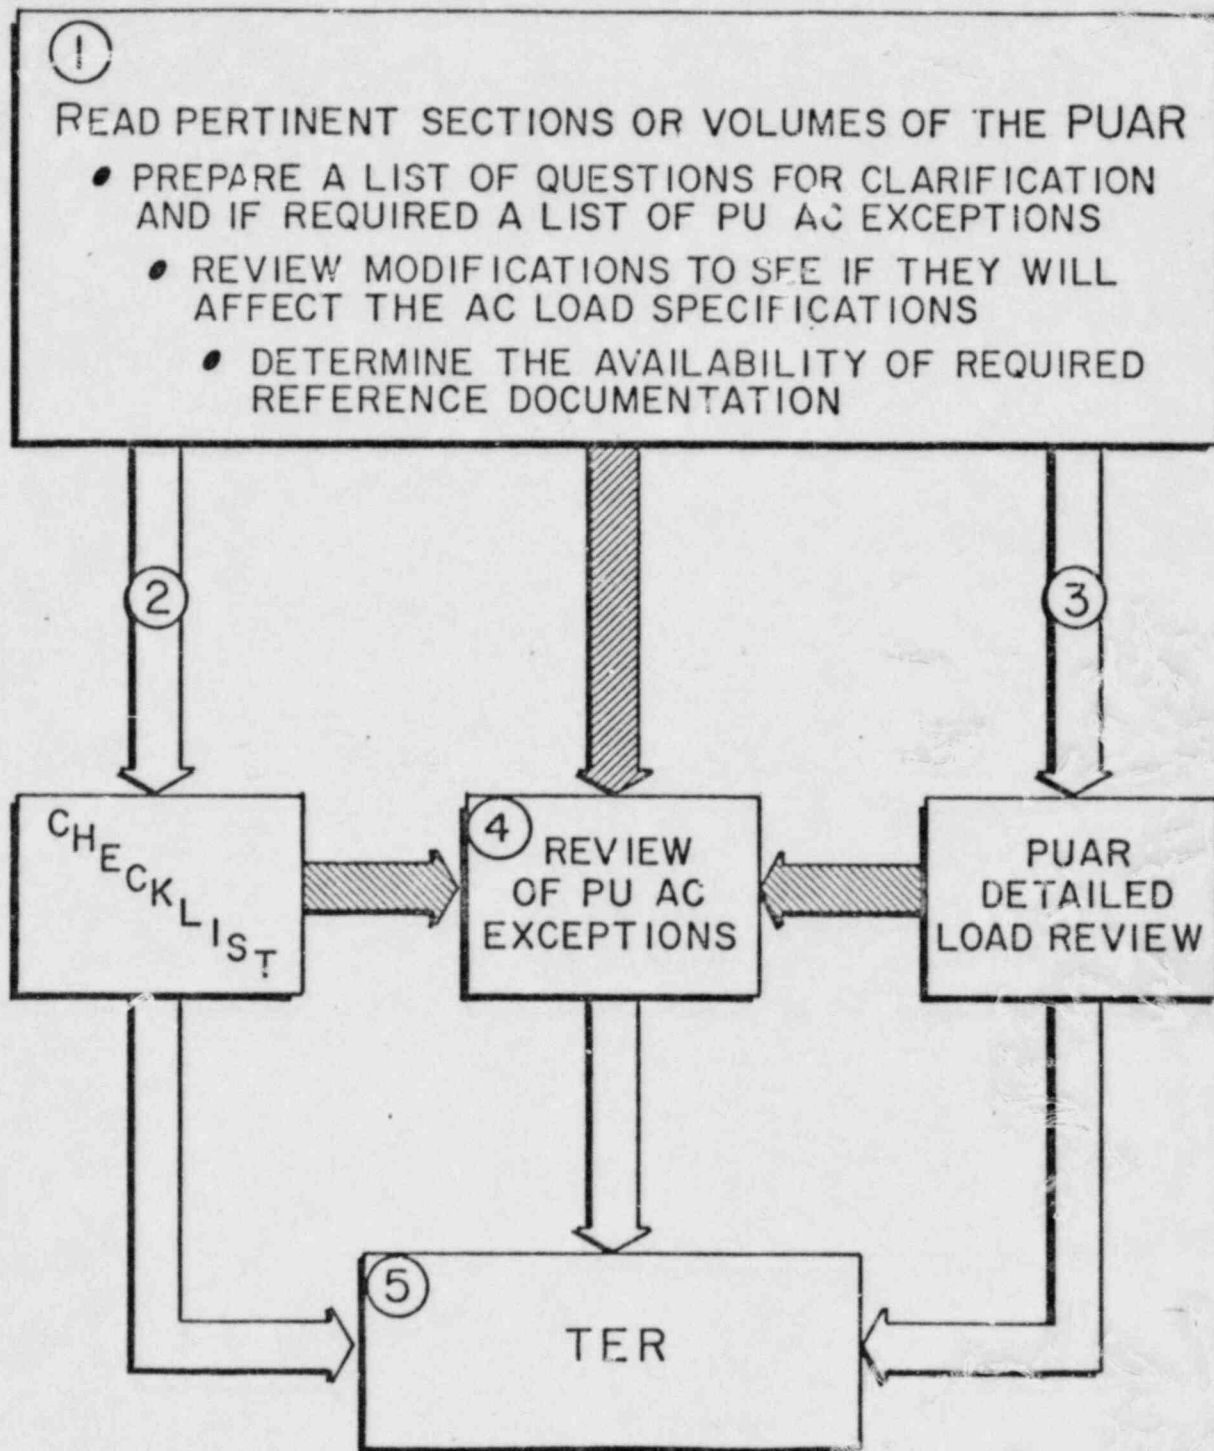 1
READ PERTINENT SECTIONS OR VOLUMES OF THE PUAR
• PREPARE A LIST OF QUESTIONS FOR CLARIFICATION
AND IF REQUIRED A LIST OF PU AC EXCEPTIONS
• REVIEW MODIFICATIONS TO SEE IF THEY WILL
AFFECT THE AC LOAD SPECIFICATIONS
• DETERMINE THE AVAILABILITY OF REQUIRED
REFERENCE DOCUMENTATION
2
3
CHECKLIST
4
REVIEW
OF PU AC
EXCEPTIONS
PUAR
DETAILED
LOAD REVIEW
5
TER